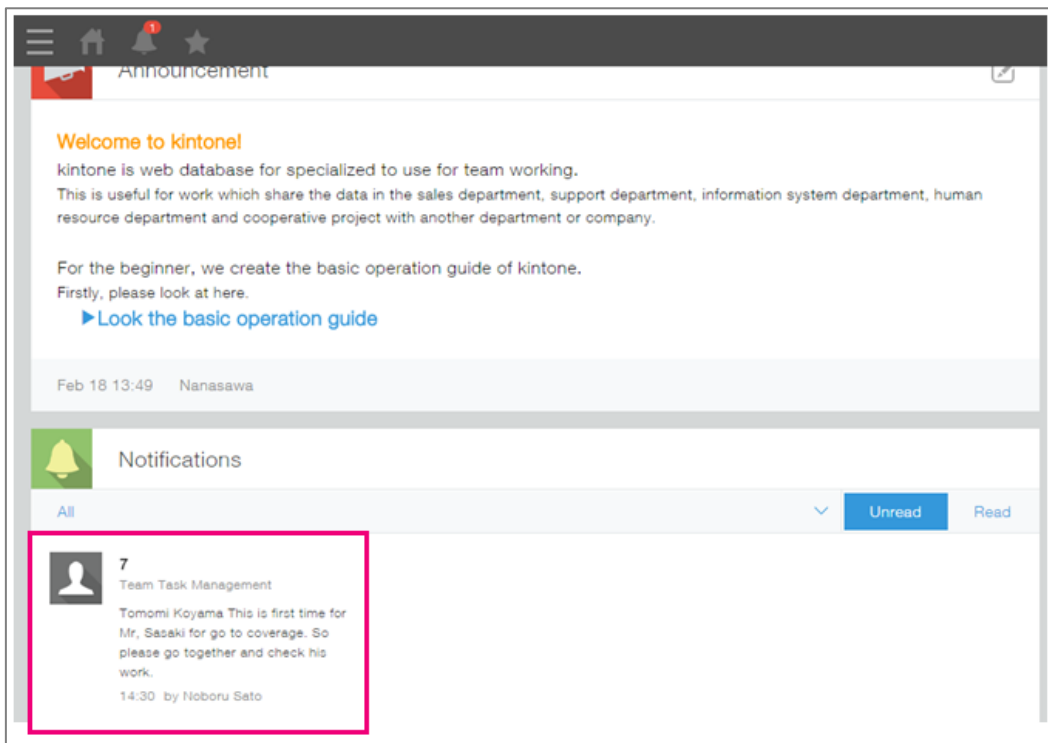 1
Announcement
Welcome to kintone!
kintone is web database for specialized to use for team working.
This is useful for work which share the data in the sales department, support department, information system department, human
resource department and cooperative project with another department or company.
For the beginner, we create the basic operation guide of kintone.
Firstly, please look at here.
▶Look the basic operation guide
Feb 18 13:49 Nanasawa
Notifications
All Unread Read
7
Team Task Management
Tomomi Koyama This is first time for
Mr, Sasaki for go to coverage. So
please go together and check his
work.
14:30 by Noboru Sato